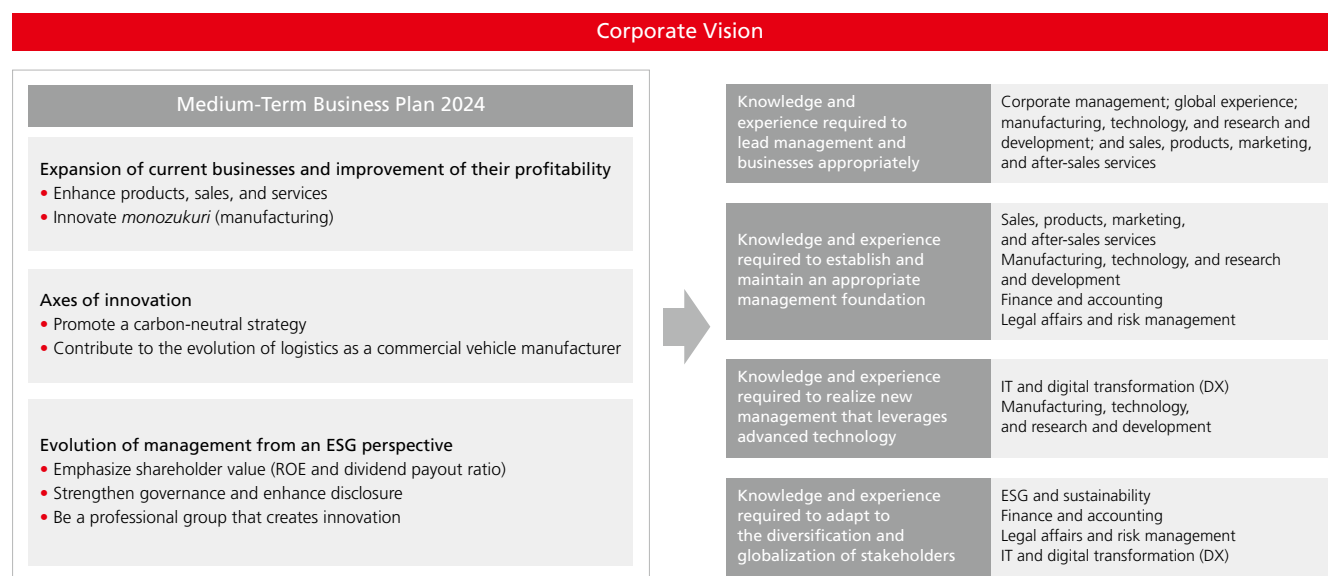 Corporate Vision
Medium-Term Business Plan 2024
Expansion of current businesses and improvement of their profitability
• Enhance products, sales, and services
• Innovate monozukuri (manufacturing)
Axes of innovation
• Promote a carbon-neutral strategy
• Contribute to the evolution of logistics as a commercial vehicle manufacturer
Evolution of management from an ESG perspective
• Emphasize shareholder value (ROE and dividend payout ratio)
• Strengthen governance and enhance disclosure
• Be a professional group that creates innovation
Knowledge and
experience required to
lead management and
businesses appropriately
Corporate management; global experience;
manufacturing, technology, and research and
development; and sales, products, marketing,
and after-sales services
Knowledge and experience
required to establish and
maintain an appropriate
management foundation
Sales, products, marketing,
and after-sales services
Manufacturing, technology, and research
and development
Finance and accounting
Legal affairs and risk management
Knowledge and experience
required to realize new
management that leverages
advanced technology
IT and digital transformation (DX)
Manufacturing, technology,
and research and development
Knowledge and experience
required to adapt to
the diversification and
globalization of stakeholders
ESG and sustainability
Finance and accounting
Legal affairs and risk management
IT and digital transformation (DX)